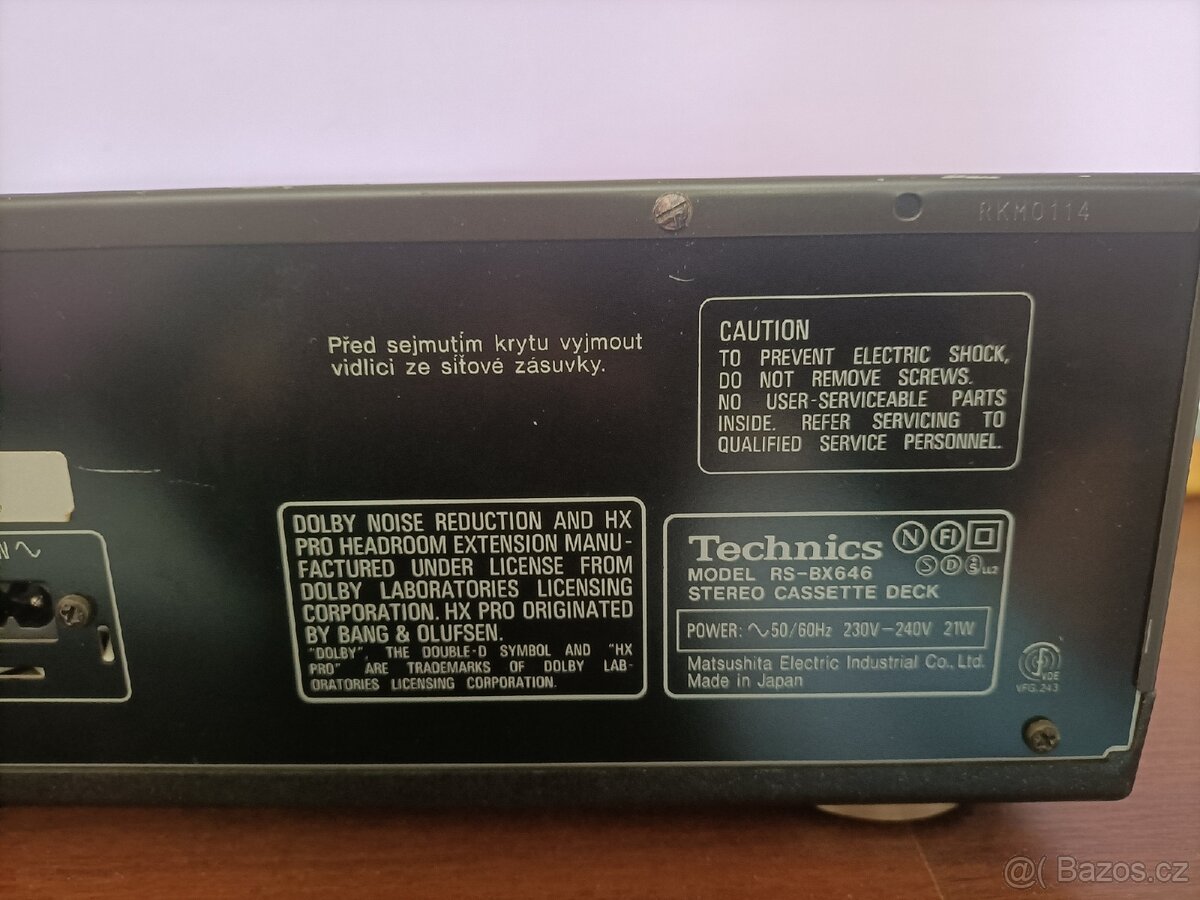 RKM0114
Před sejmutím krytu vyjmout
vidlici ze síťové zásuvky.
CAUTION
TO PREVENT ELECTRIC SHOCK,
DO NOT REMOVE SCREWS.
NO USER-SERVICEABLE PARTS
INSIDE. REFER SERVICING TO
QUALIFIED SERVICE PERSONNEL.
DOLBY NOISE REDUCTION AND HX
PRO HEADROOM EXTENSION MANU-
FACTURED UNDER LICENSE FROM
DOLBY LABORATORIES LICENSING
CORPORATION. HX PRO ORIGINATED
BY BANG & OLUFSEN.
"DOLBY", THE DOUBLE-D SYMBOL AND "HX
PRO" ARE TRADEMARKS OF DOLBY LAB-
ORATORIES LICENSING CORPORATION.
Technics N FI
S D S
MODEL RS-BX646
STEREO CASSETTE DECK
POWER: ∿50/60Hz 230V-240V 21W
Matsushita Electric Industrial Co., Ltd.
Made in Japan
VDE
VFG.243
N∿
@( Bazos.cz